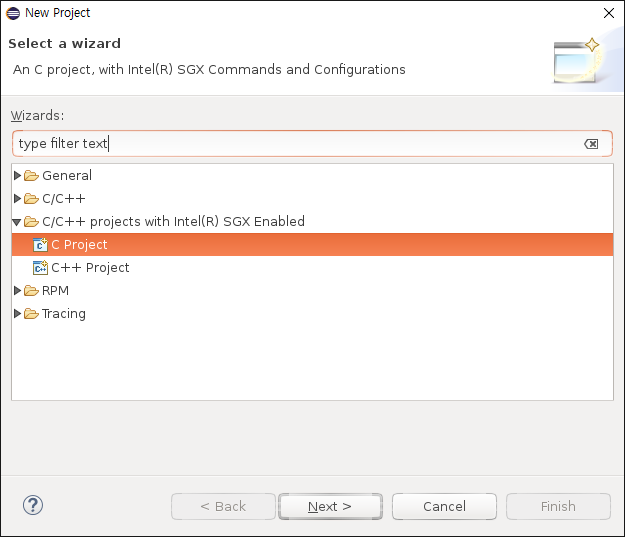 New Project
Select a wizard
An C project, with Intel(R) SGX Commands and Configurations
Wizards:
type filter text
General
C/C++
C/C++ projects with Intel(R) SGX Enabled
C Project
C++ Project
RPM
Tracing
? < Back Next > Cancel Finish